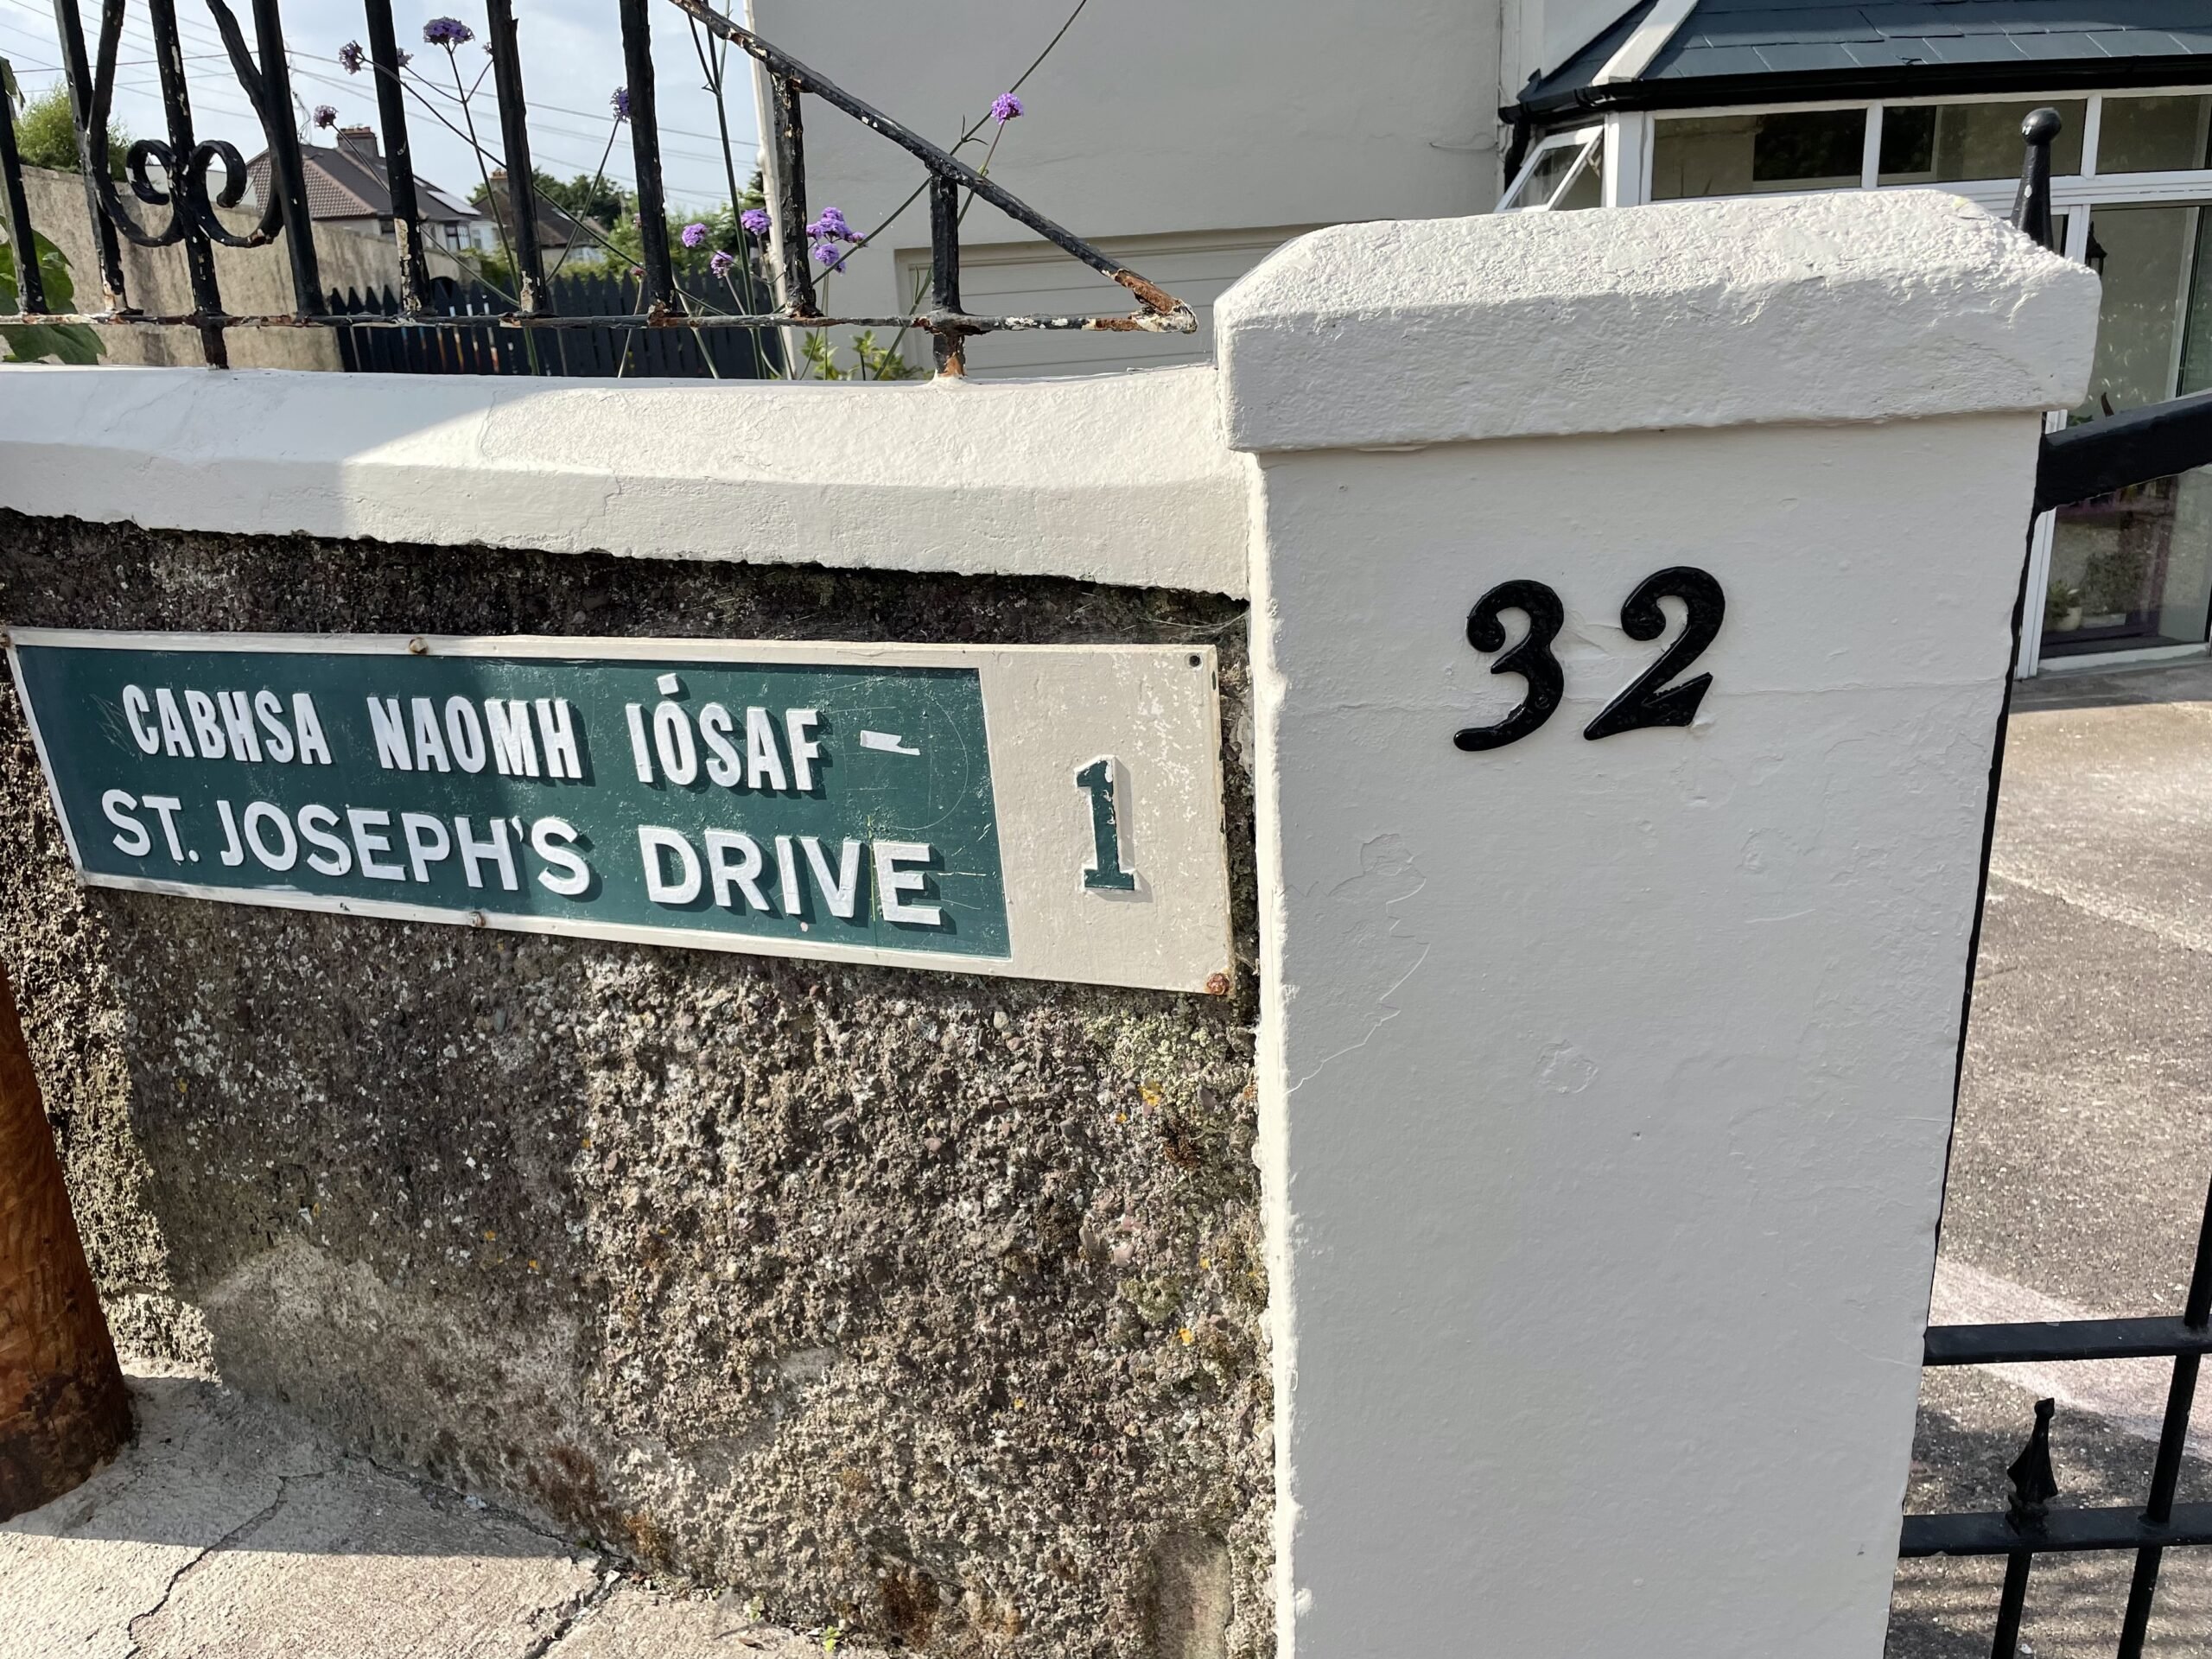 CABHSA NAOMH IÓSAF -
ST. JOSEPH'S DRIVE
1
32